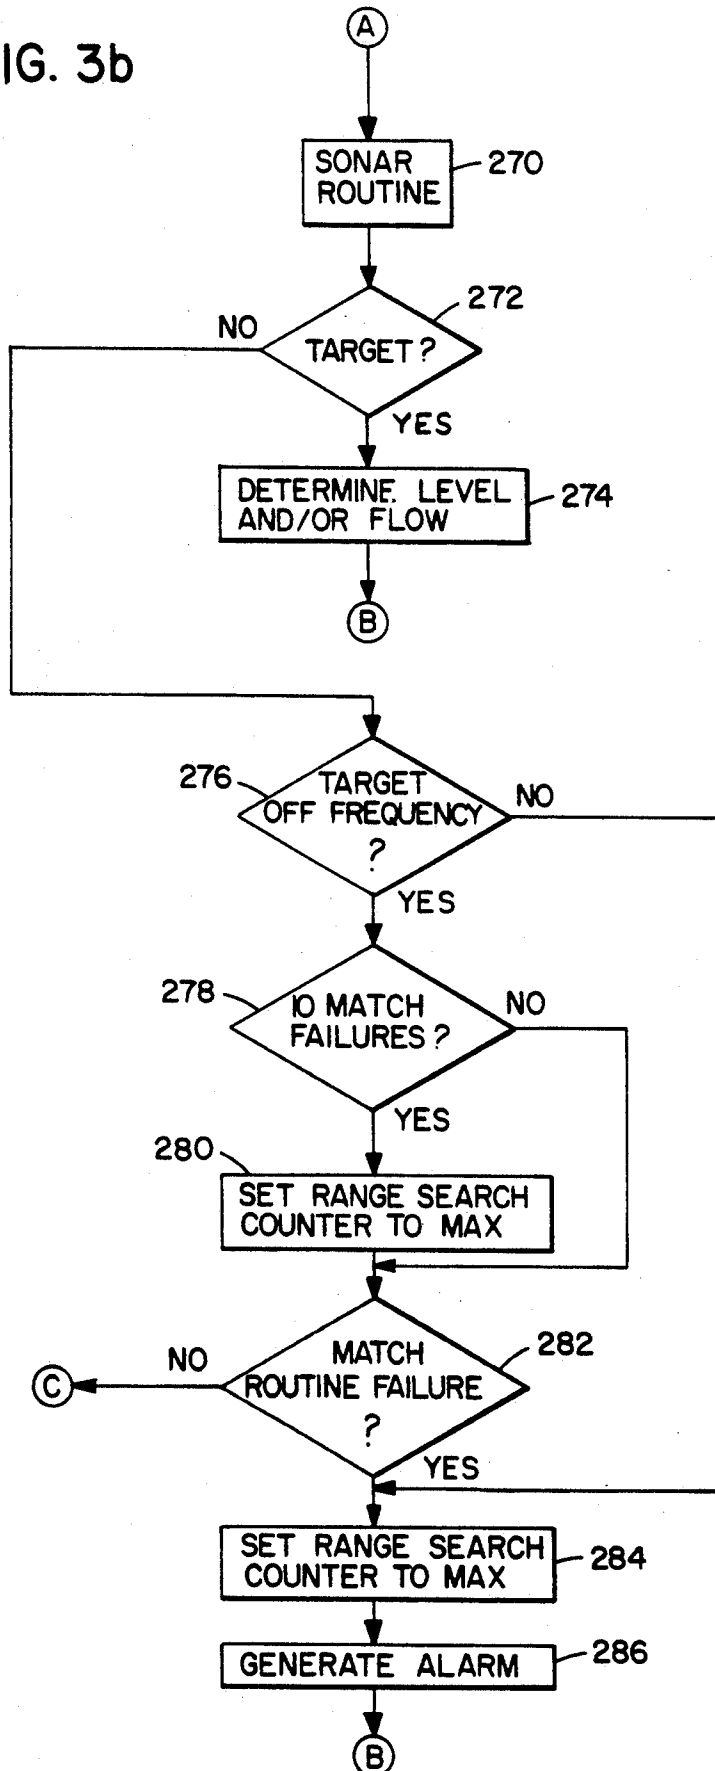 A
IG. 3b
SONAR
ROUTINE
270
272
NO
TARGET?
YES
DETERMINE LEVEL
AND/OR FLOW
274
B
276
TARGET
OFF FREQUENCY
?
NO
YES
278
10 MATCH
FAILURES?
NO
YES
280
SET RANGE SEARCH
COUNTER TO MAX
282
NO
MATCH
ROUTINE FAILURE
?
C
YES
SET RANGE SEARCH
COUNTER TO MAX
284
GENERATE ALARM
286
B